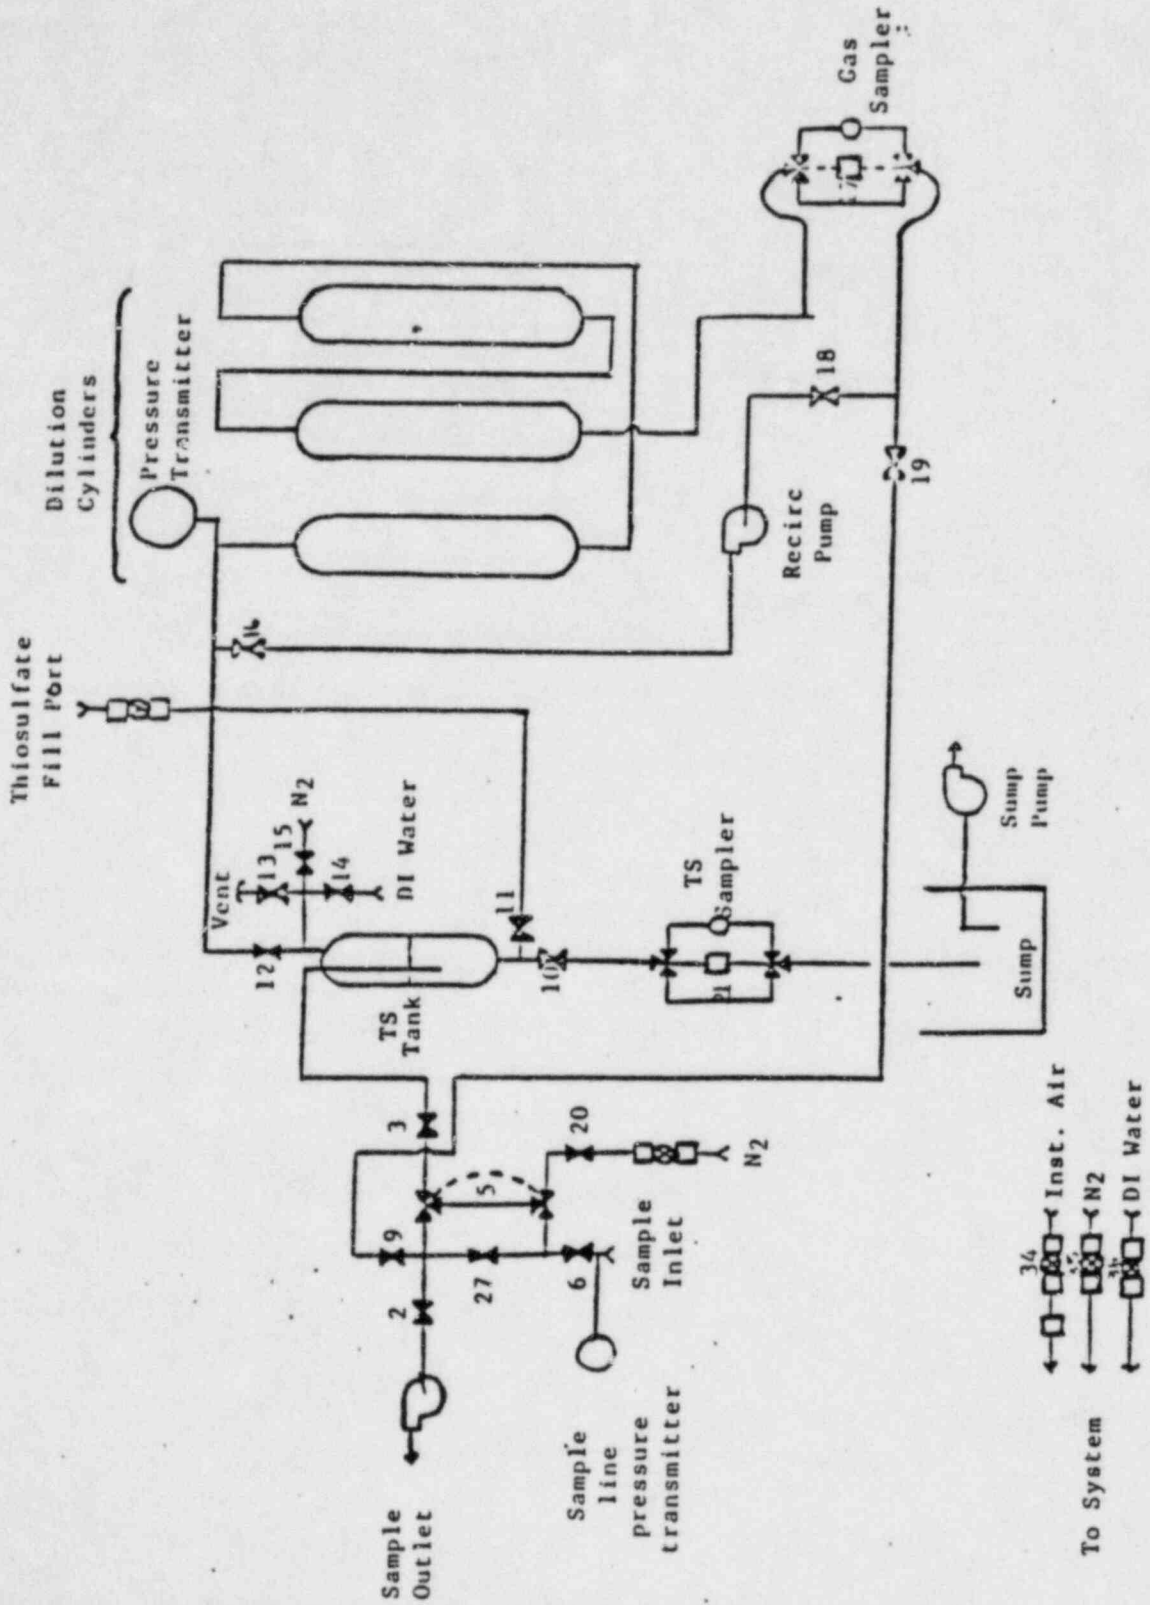 Thiosulfate
Fill Port
Dilution
Cylinders
Pressure
Transmitter
Gas
Sampler
16
18
19
Recirc
Pump
Vent
13
15
N2
14
DI Water
12
TS
Tank
11
10
TS
Sampler
21
Sump
Sump
Pump
3
5
20
N2
9
2
27
6
Sample
Inlet
Sample
Outlet
Sample
line
pressure
transmitter
To System
34
Inst. Air
N2
DI Water